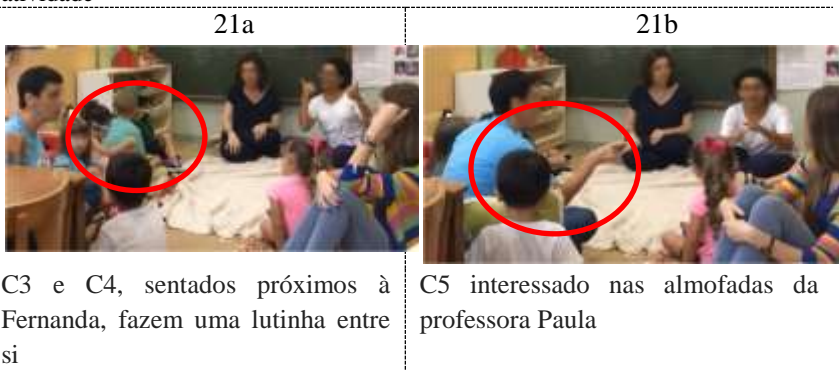 atividade
21a
21b
C3 e C4, sentados próximos à
Fernanda, fazem uma lutinha entre
si
C5 interessado nas almofadas da
professora Paula